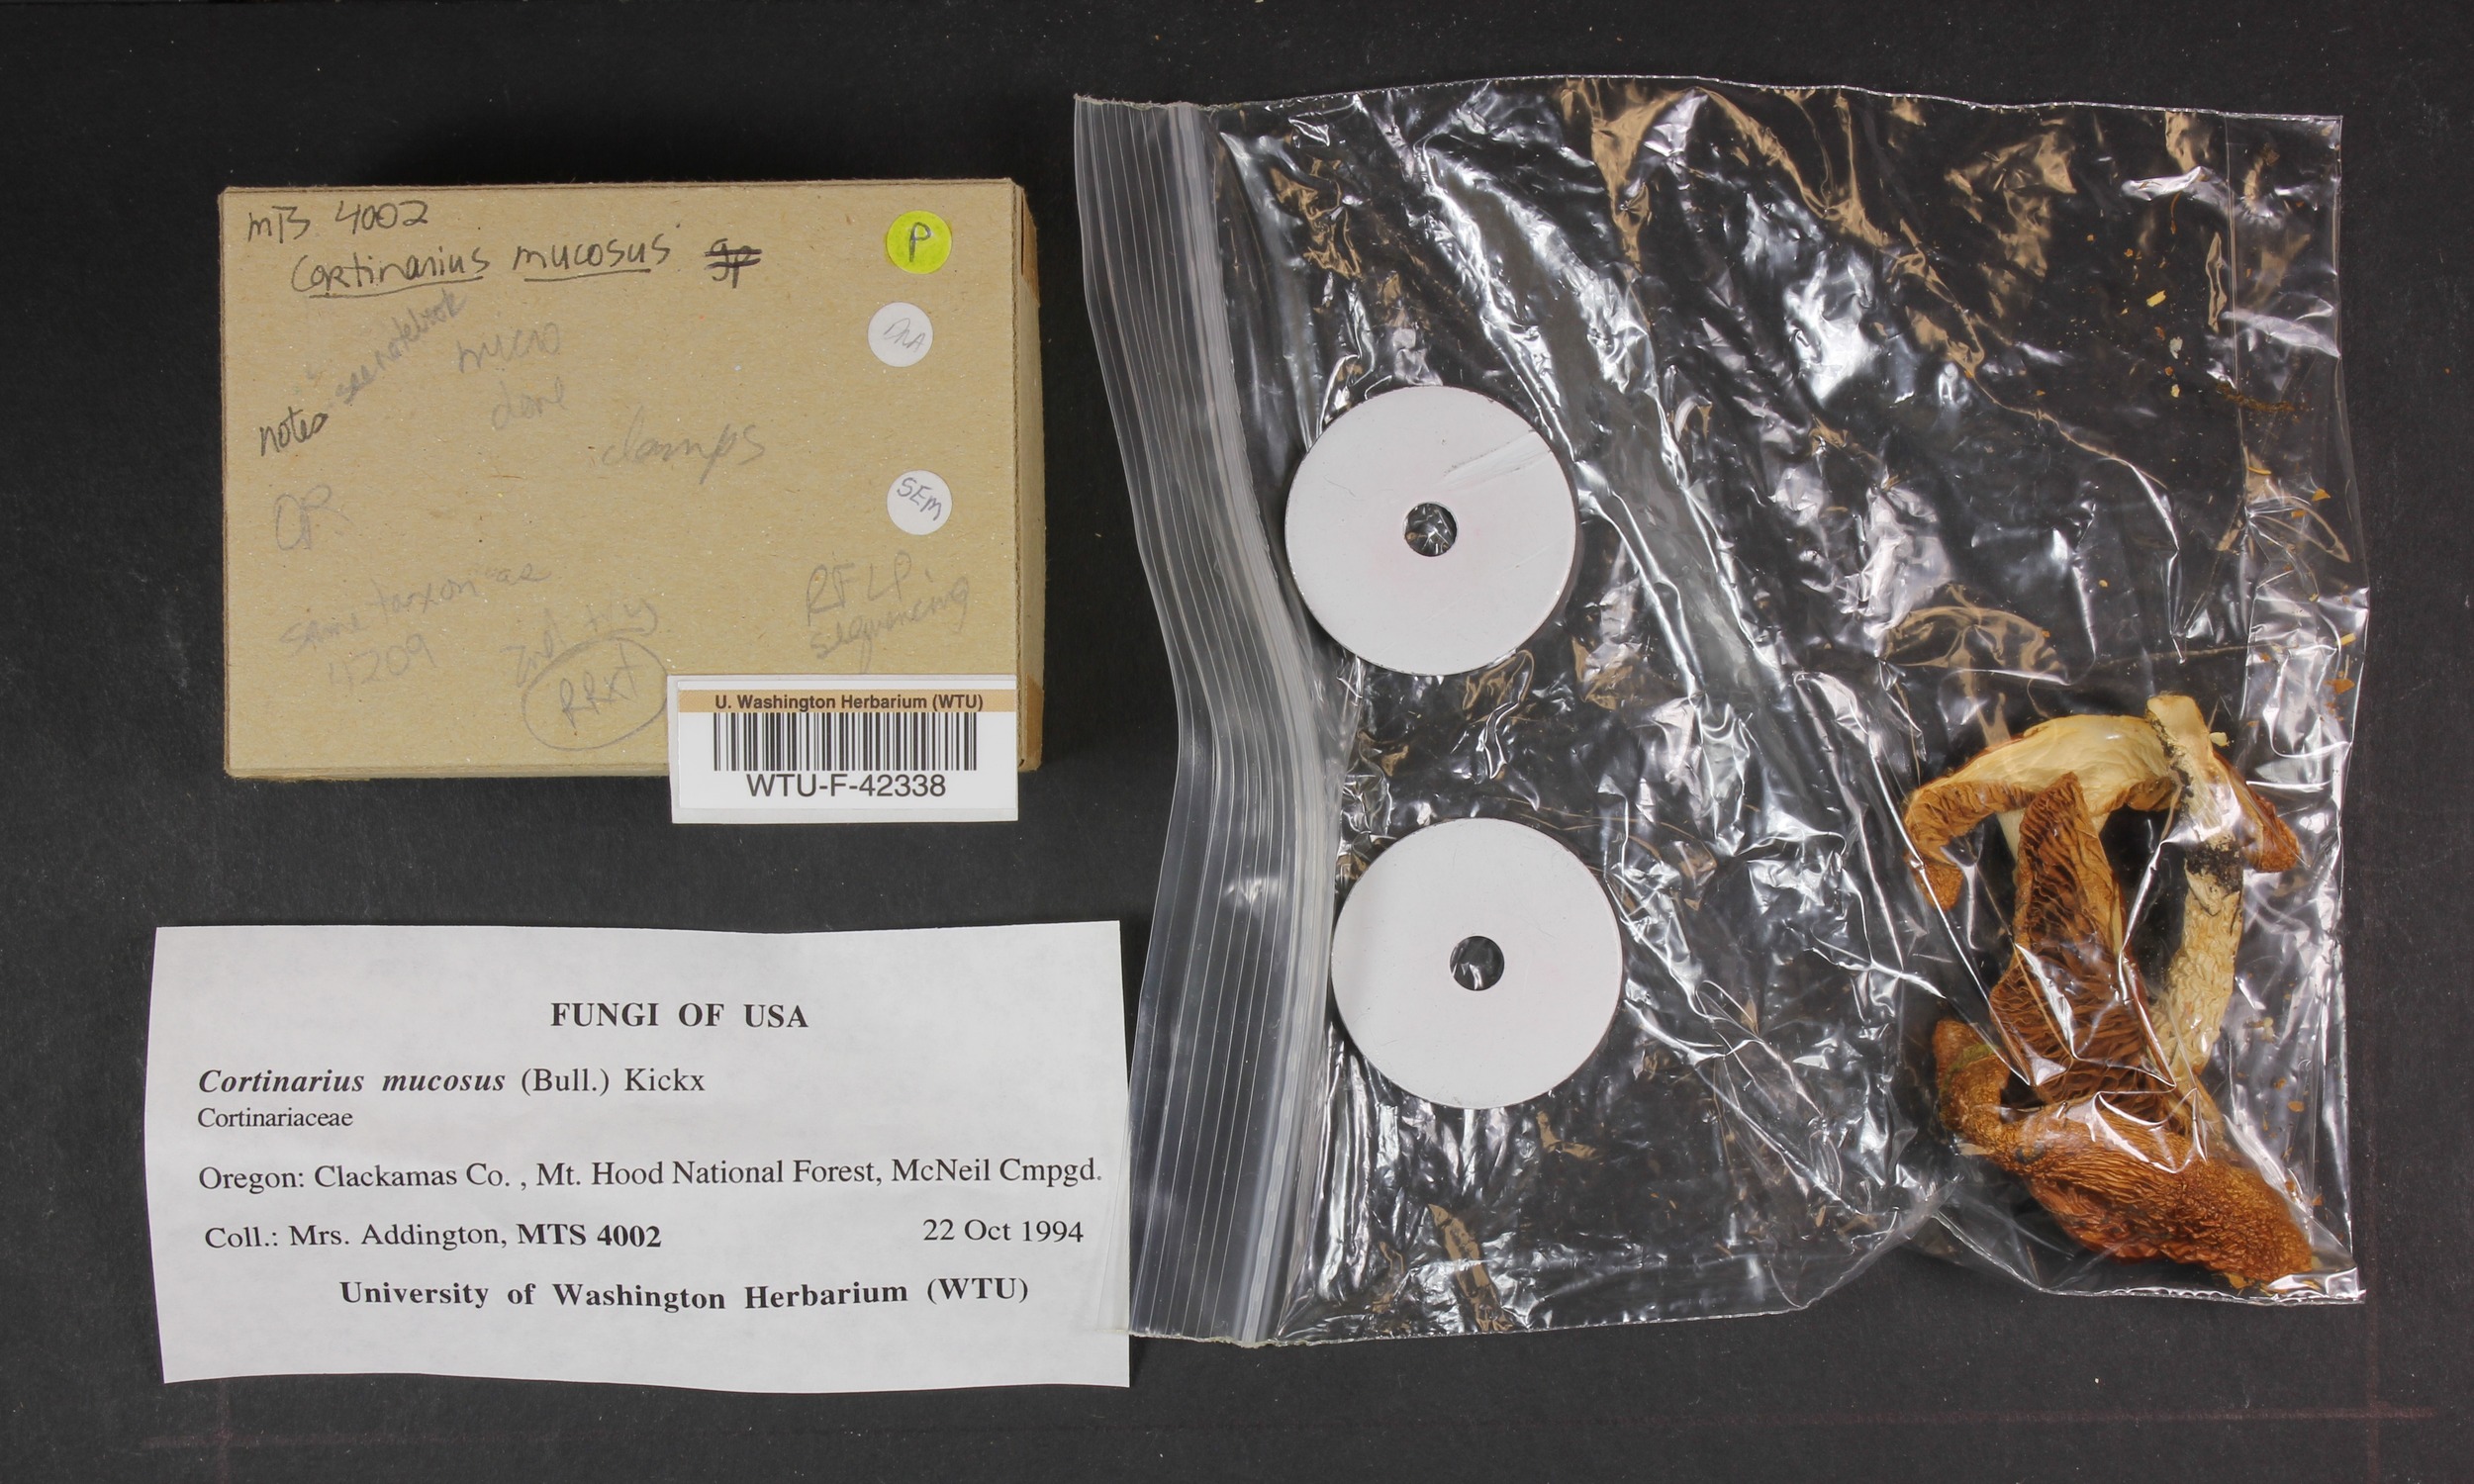 MTS 4002
Cortinarius mucosus gp
P
DNA
see notebook
micro
done
notes
clamps
SEM
OR
same taxon as
4209
2nd try
RFLP
sequencing
U. Washington Herbarium (WTU)
WTU-F-42338
FUNGI OF USA
Cortinarius mucosus (Bull.) Kickx
Cortinariaceae
Oregon: Clackamas Co. , Mt. Hood National Forest, McNeil Cmpgd.
Coll.: Mrs. Addington, MTS 4002 22 Oct 1994
University of Washington Herbarium (WTU)